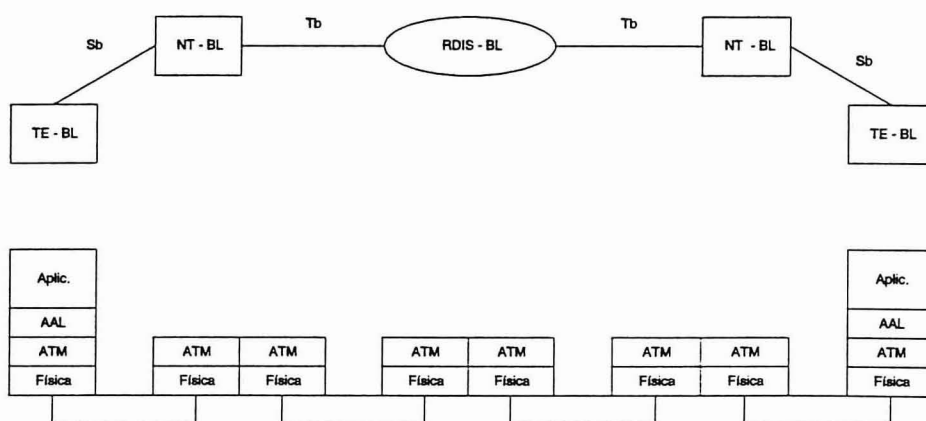 Tb Tb
NT - BL RDIS - BL NT - BL
Sb Sb
TE - BL TE - BL
Aplic. Aplic.
AAL AAL
ATM ATM ATM ATM ATM ATM ATM ATM
Física Física Física Física Física Física Física Física